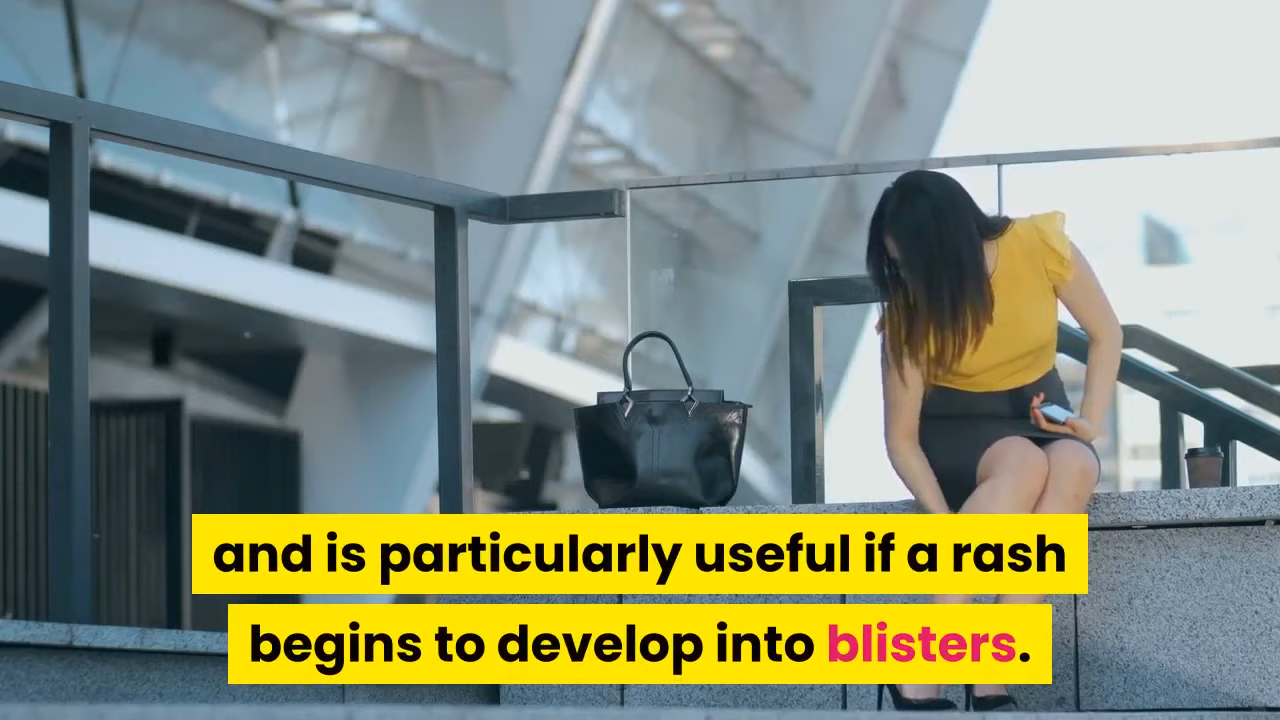 and is particularly useful if a rash
begins to develop into blisters.